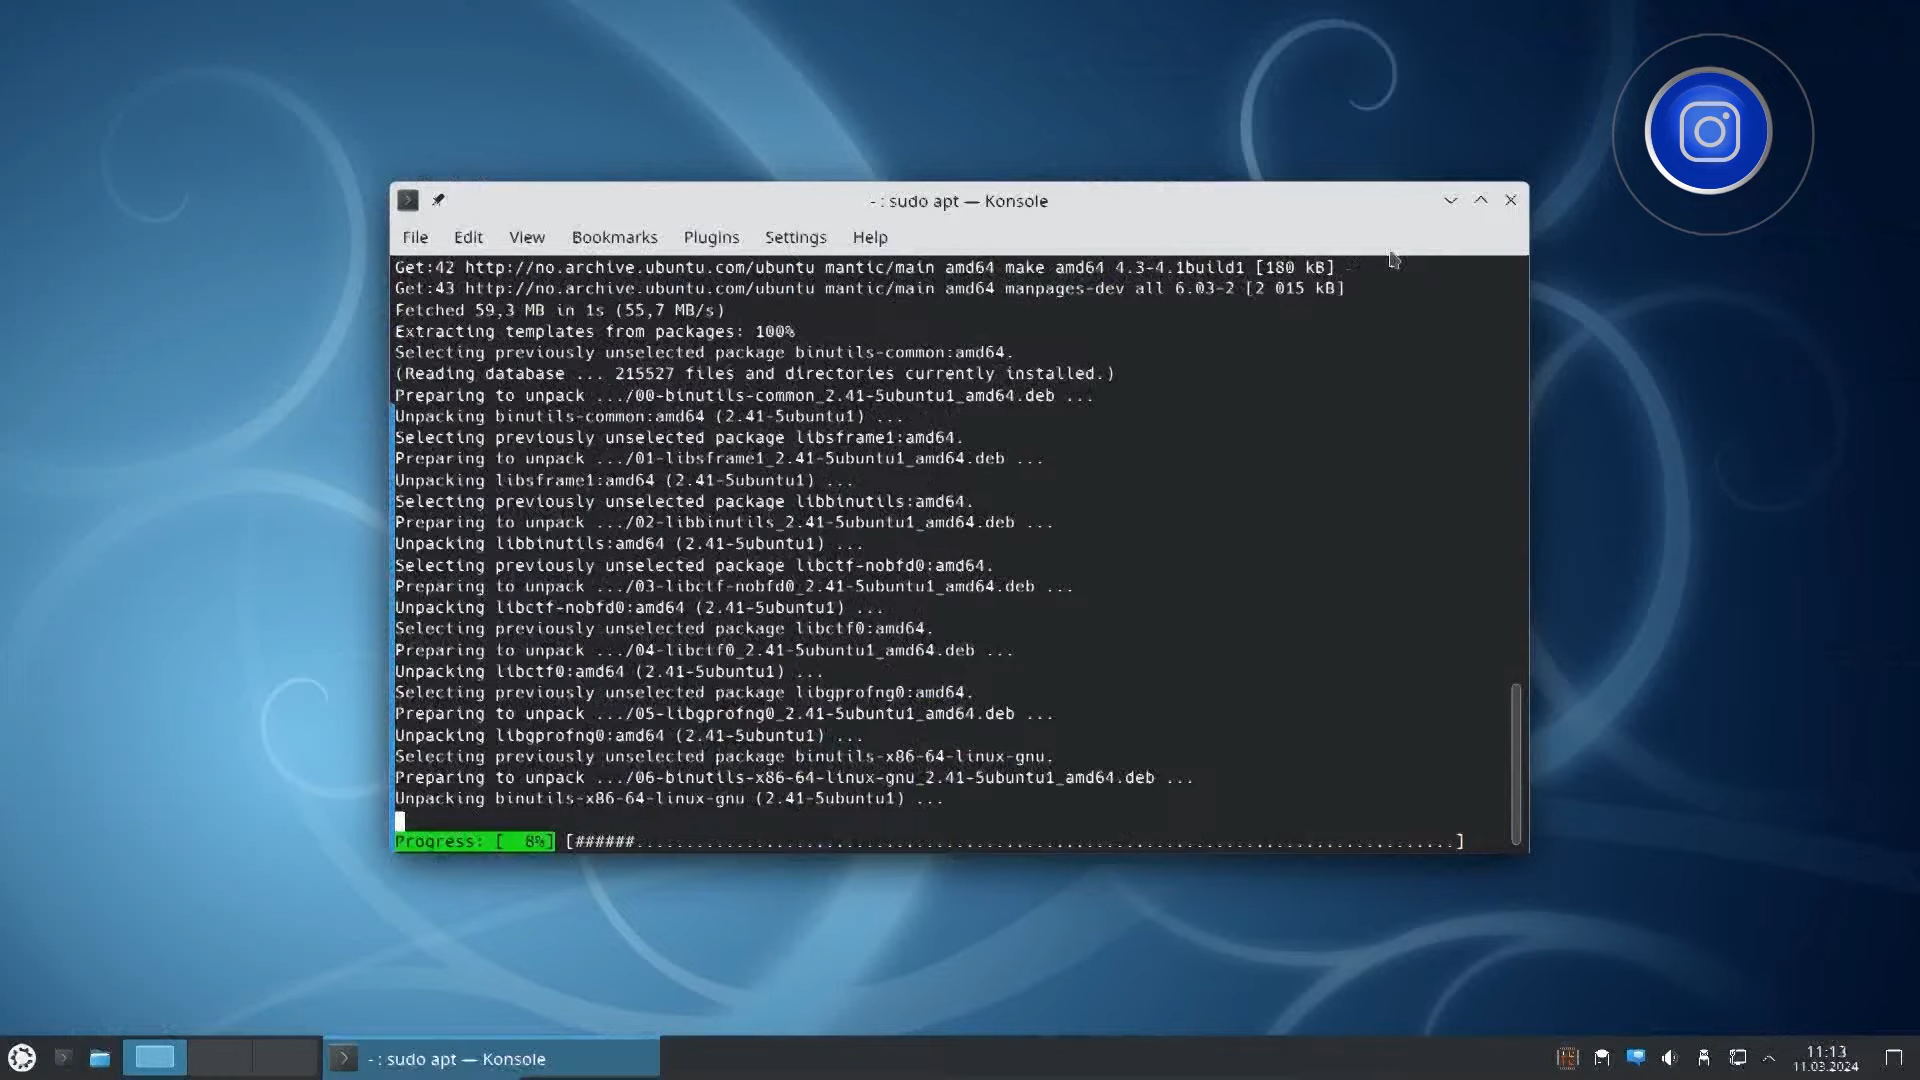 - : sudo apt — Konsole
File Edit View Bookmarks Plugins Settings Help
Get:42 http://no.archive.ubuntu.com/ubuntu mantic/main amd64 make amd64 4.3-4.1build1 [180 kB]
Get:43 http://no.archive.ubuntu.com/ubuntu mantic/main amd64 manpages-dev all 6.03-2 [2 015 kB]
Fetched 59,3 MB in 1s (55,7 MB/s)
Extracting templates from packages: 100%
Selecting previously unselected package binutils-common:amd64.
(Reading database ... 215527 files and directories currently installed.)
Preparing to unpack .../00-binutils-common_2.41-5ubuntu1_amd64.deb ...
Unpacking binutils-common:amd64 (2.41-5ubuntu1) ...
Selecting previously unselected package libsframe1:amd64.
Preparing to unpack .../01-libsframe1_2.41-5ubuntu1_amd64.deb ...
Unpacking libsframe1:amd64 (2.41-5ubuntu1) ...
Selecting previously unselected package libbinutils:amd64.
Preparing to unpack .../02-libbinutils_2.41-5ubuntu1_amd64.deb ...
Unpacking libbinutils:amd64 (2.41-5ubuntu1) ...
Selecting previously unselected package libctf-nobfd0:amd64.
Preparing to unpack .../03-libctf-nobfd0_2.41-5ubuntu1_amd64.deb ...
Unpacking libctf-nobfd0:amd64 (2.41-5ubuntu1) ...
Selecting previously unselected package libctf0:amd64.
Preparing to unpack .../04-libctf0_2.41-5ubuntu1_amd64.deb ...
Unpacking libctf0:amd64 (2.41-5ubuntu1) ...
Selecting previously unselected package libgprofng0:amd64.
Preparing to unpack .../05-libgprofng0_2.41-5ubuntu1_amd64.deb ...
Unpacking libgprofng0:amd64 (2.41-5ubuntu1) ...
Selecting previously unselected package binutils-x86-64-linux-gnu.
Preparing to unpack .../06-binutils-x86-64-linux-gnu_2.41-5ubuntu1_amd64.deb ...
Unpacking binutils-x86-64-linux-gnu (2.41-5ubuntu1) ...
Progress: [  8%] [######..................................................................................]
- : sudo apt — Konsole
11:13
11.03.2024